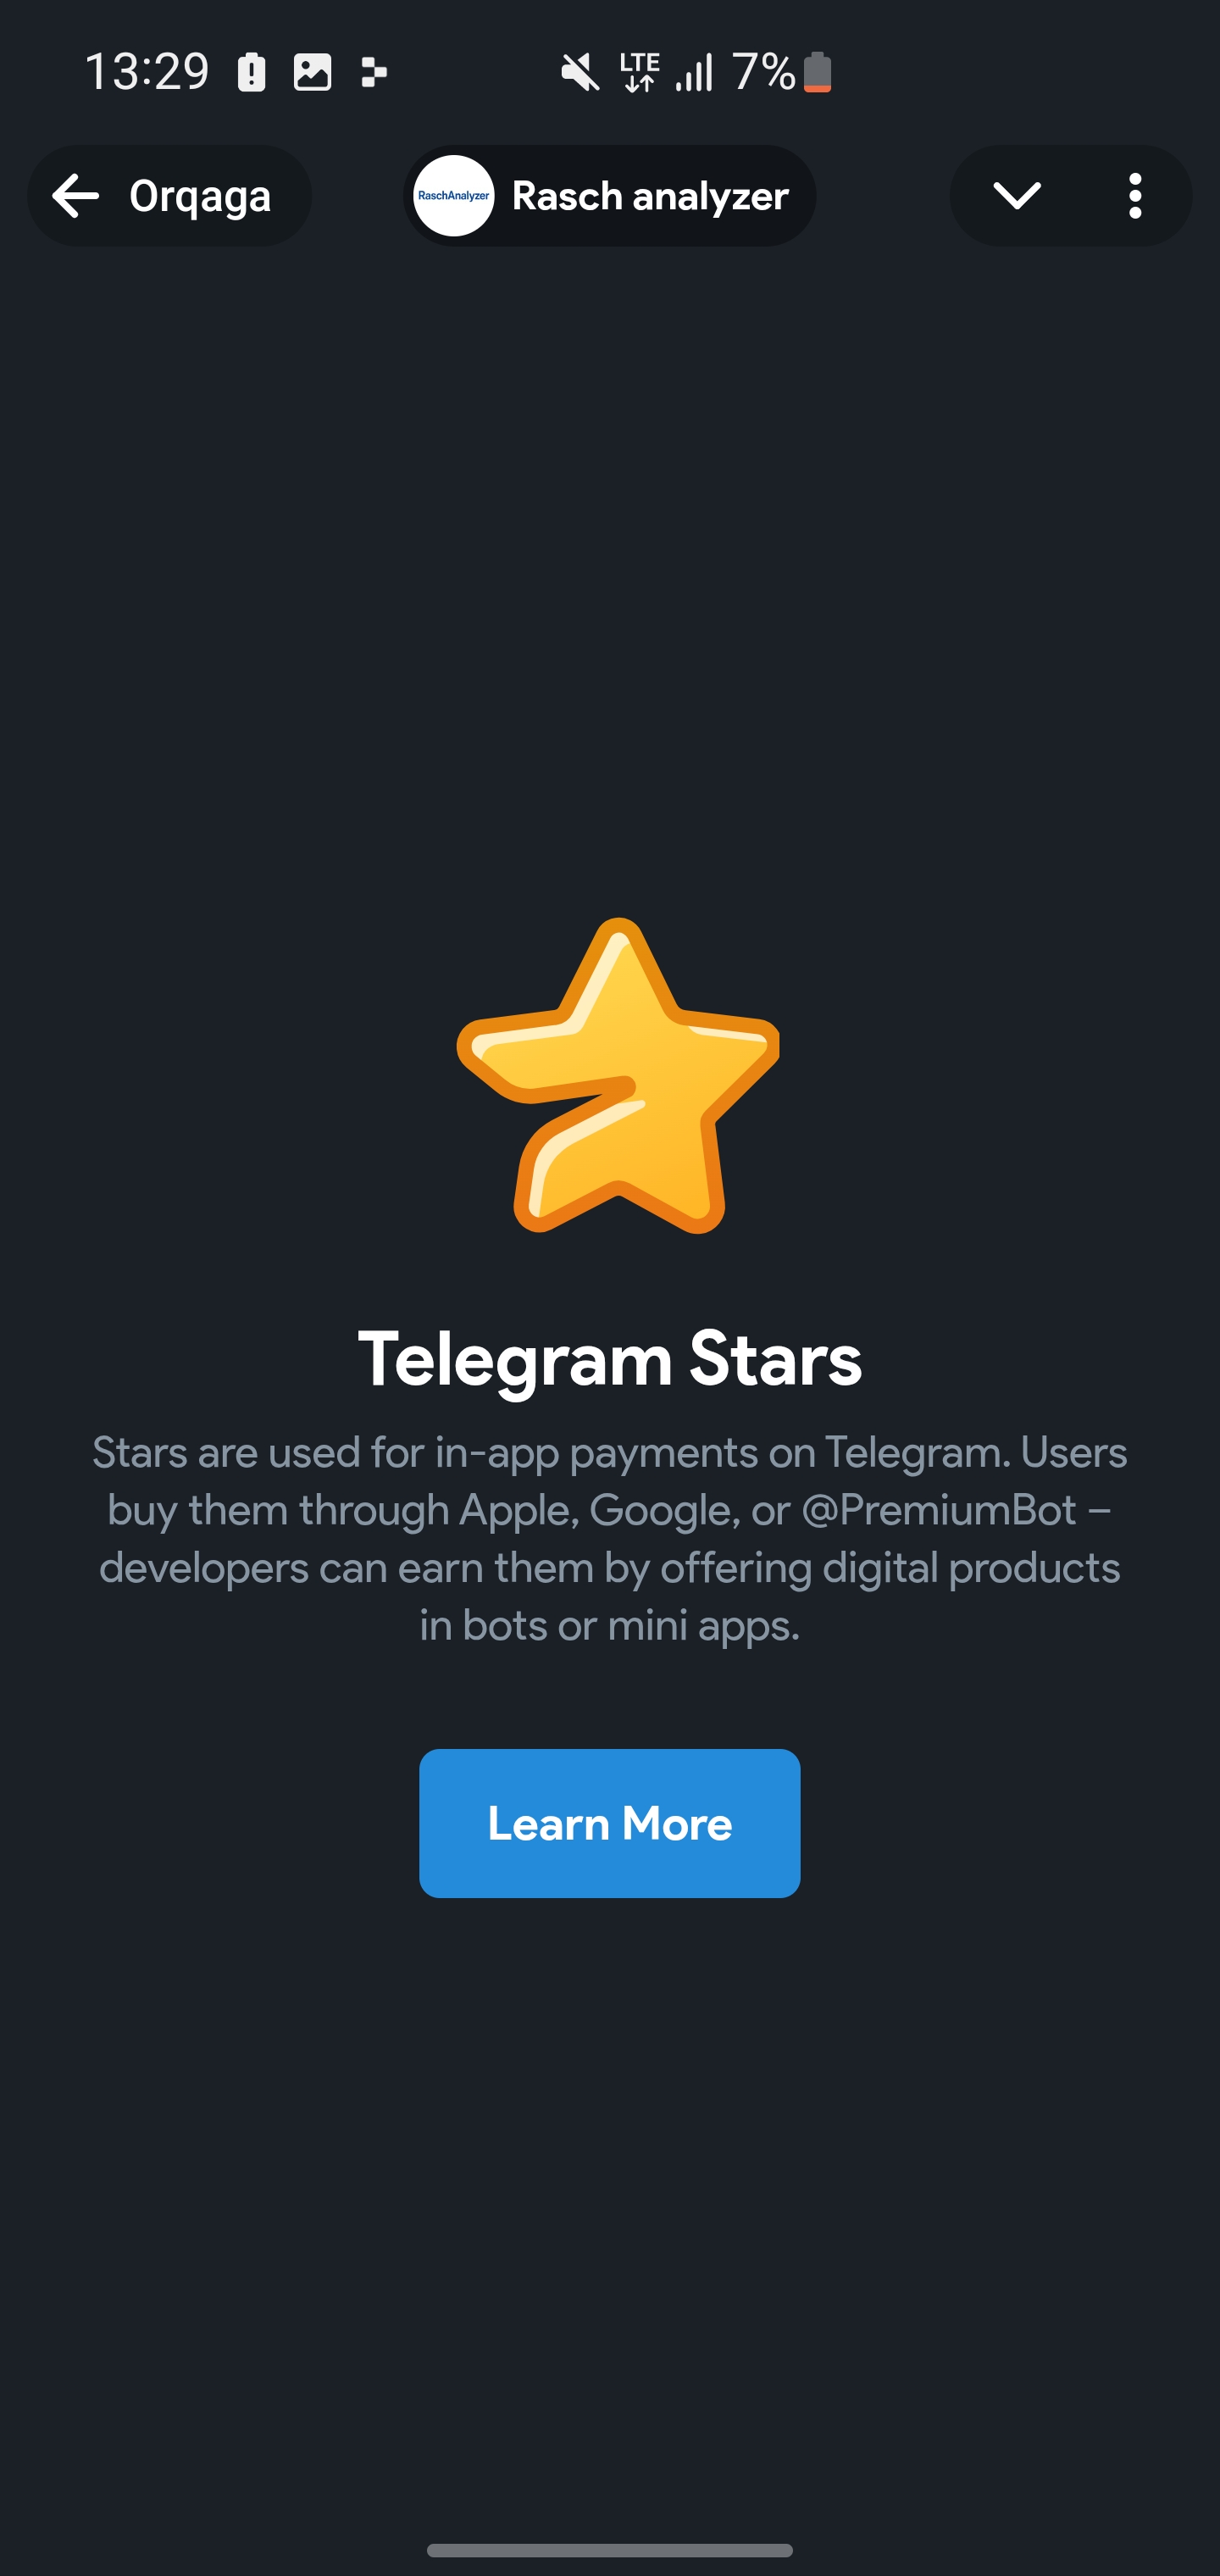 13:29
LTE
7%
Orqaga
RaschAnalyzer
Rasch analyzer
Telegram Stars
Stars are used for in-app payments on Telegram. Users
buy them through Apple, Google, or @PremiumBot –
developers can earn them by offering digital products
in bots or mini apps.
Learn More